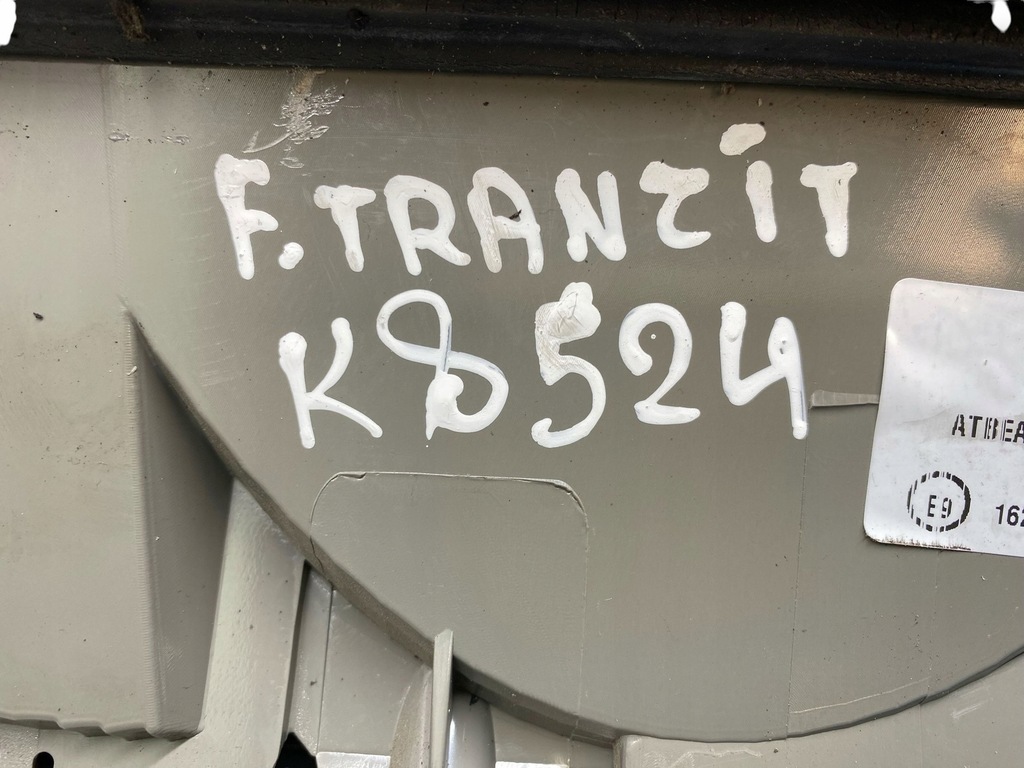 F. TRANZIT
K8524
ATBEA
E9 162